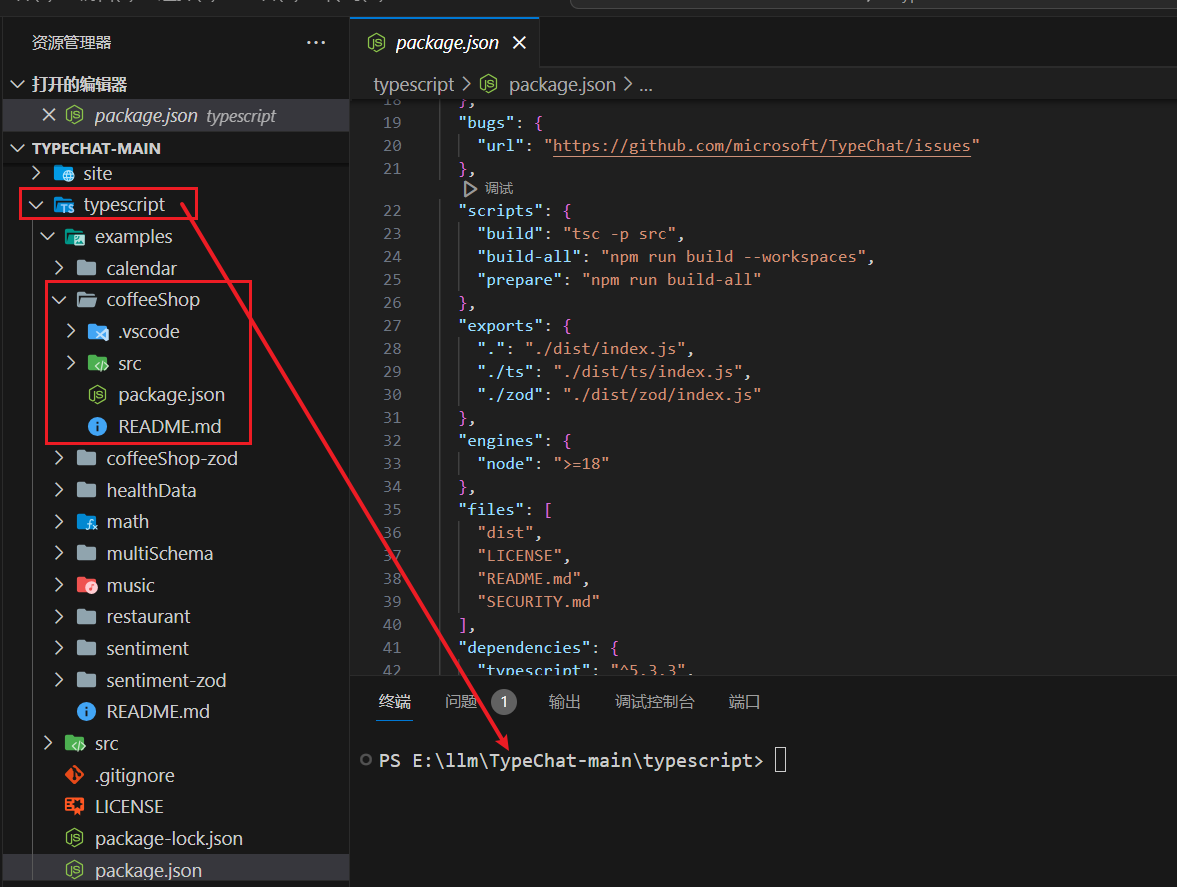 资源管理器
···
打开的编辑器
package.json typescript
TYPECHAT-MAIN
site
typescript
examples
calendar
coffeeShop
.vscode
src
package.json
README.md
coffeeShop-zod
healthData
math
multiSchema
music
restaurant
sentiment
sentiment-zod
README.md
src
.gitignore
LICENSE
package-lock.json
package.json
package.json
typescript > package.json > ...
18 },
19 "bugs": {
20 "url": "https://github.com/microsoft/TypeChat/issues"
21 },
调试
22 "scripts": {
23 "build": "tsc -p src",
24 "build-all": "npm run build --workspaces",
25 "prepare": "npm run build-all"
26 },
27 "exports": {
28 ".": "./dist/index.js",
29 "./ts": "./dist/ts/index.js",
30 "./zod": "./dist/zod/index.js"
31 },
32 "engines": {
33 "node": ">=18"
34 },
35 "files": [
36 "dist",
37 "LICENSE",
38 "README.md",
39 "SECURITY.md"
40 ],
41 "dependencies": {
42 "typescript": "^5.3.3",
终端 问题 1 输出 调试控制台 端口
PS E:\llm\TypeChat-main\typescript>